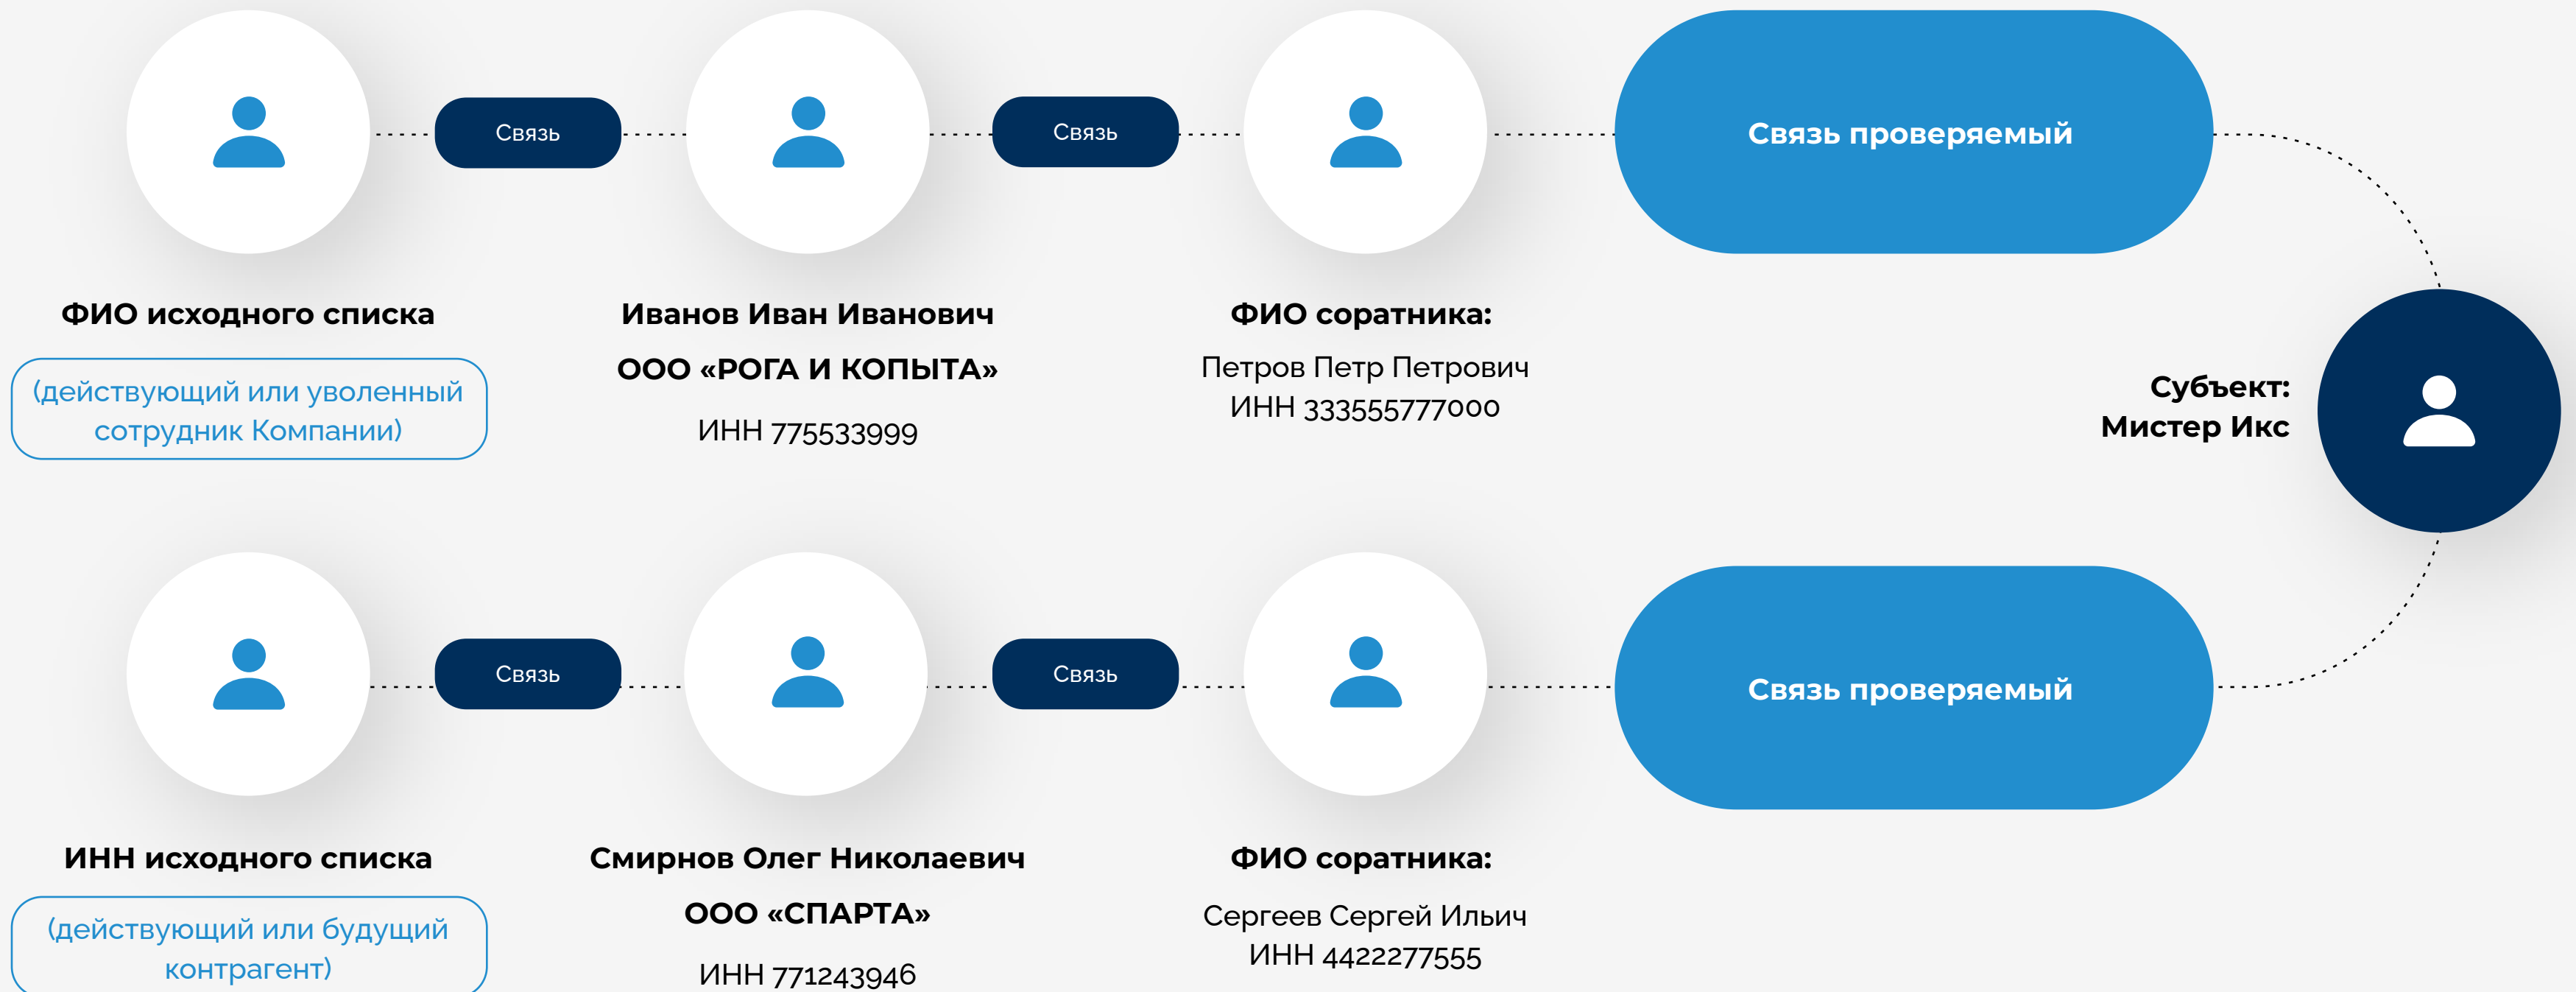 Связь
Связь
Связь проверяемый
ФИО исходного списка
(действующий или уволенный
сотрудник Компании)
Иванов Иван Иванович
ООО «РОГА И КОПЫТА»
ИНН 775533999
ФИО соратника:
Петров Петр Петрович
ИНН 333555777000
Субъект:
Мистер Икс
Связь
Связь
Связь проверяемый
ИНН исходного списка
(действующий или будущий
контрагент)
Смирнов Олег Николаевич
ООО «СПАРТА»
ИНН 771243946
ФИО соратника:
Сергеев Сергей Ильич
ИНН 4422277555